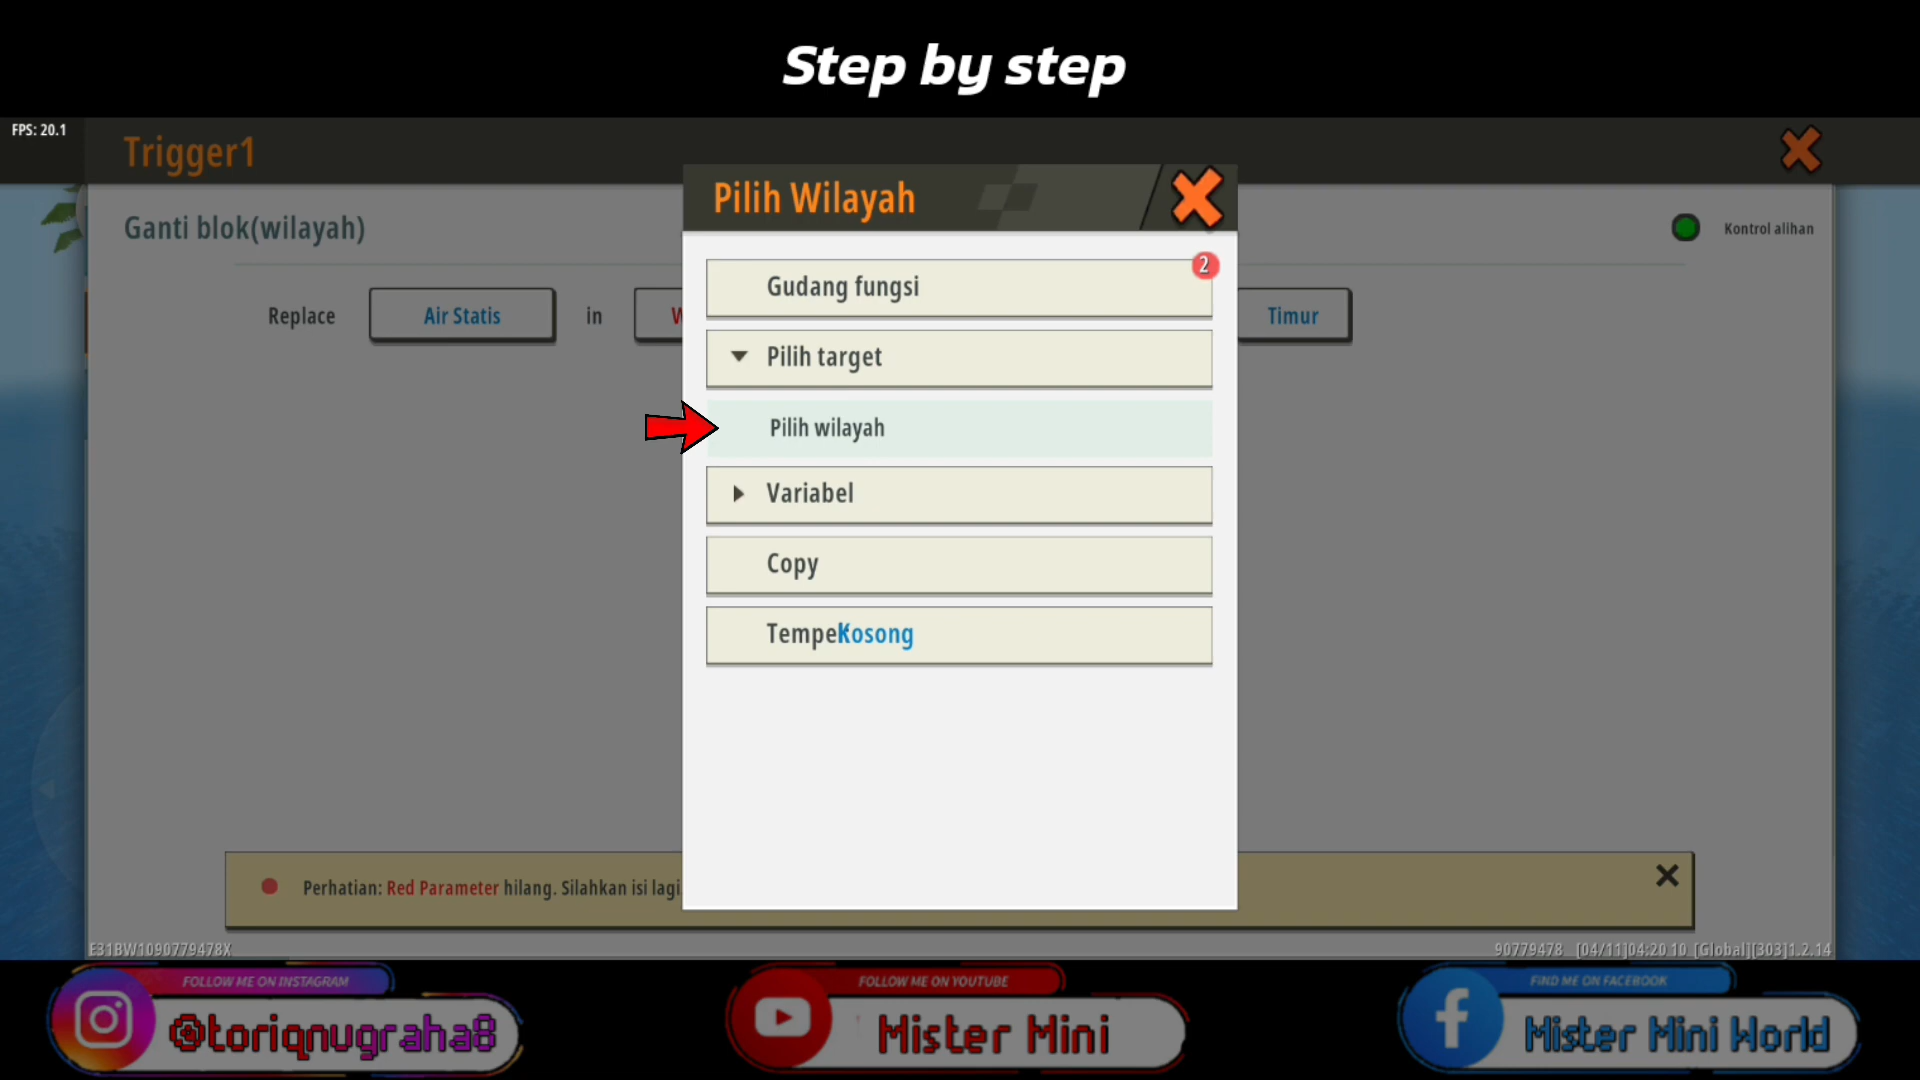 Step by step
FPS: 20.1
Trigger1
Pilih Wilayah
Ganti blok(wilayah)
Kontrol alihan
Gudang fungsi
2
Replace
Air Statis
in
W
Timur
Pilih target
Pilih wilayah
Variabel
Copy
Tempel
Kosong
Perhatian: Red Parameter hilang. Silahkan isi lagi
E31BW1090779478X
90779478 [04/11]04:20 10 [Global][303]1.2.14
FOLLOW ME ON INSTAGRAM
@toriqnugraha8
FOLLOW ME ON YOUTUBE
Mister Mini
FIND ME ON FACEBOOK
Mister Mini World